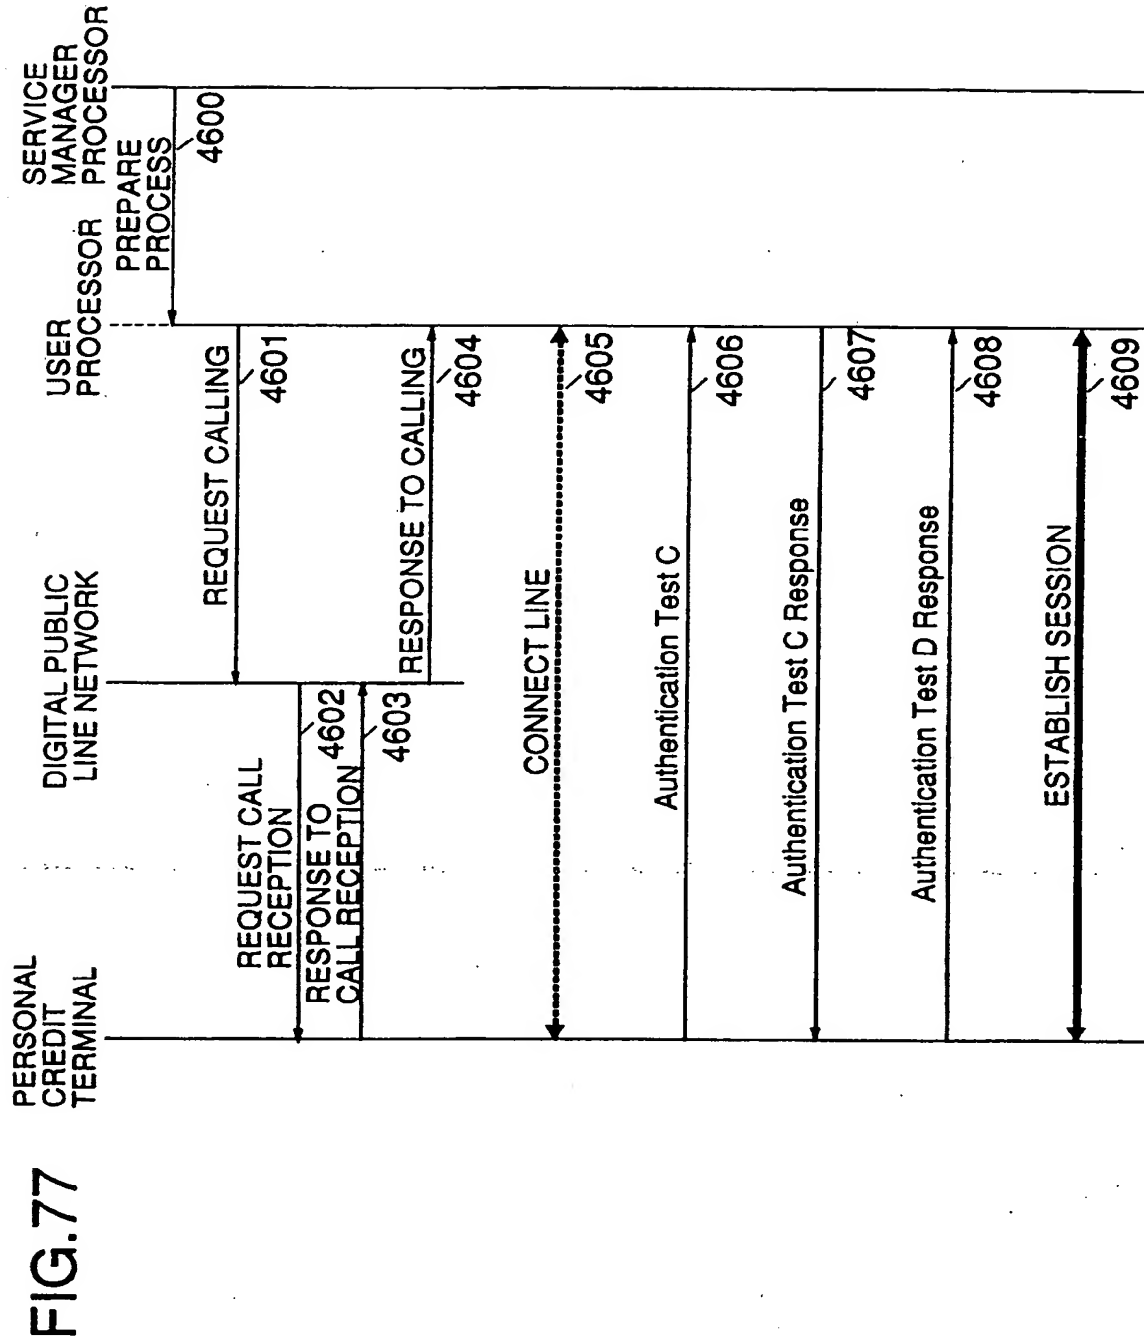 FIG.77
PERSONAL
CREDIT
TERMINAL
DIGITAL PUBLIC
LINE NETWORK
USER
PROCESSOR
SERVICE
MANAGER
PROCESSOR
PREPARE
PROCESS
4600
REQUEST CALLING
4601
REQUEST CALL
RECEPTION
4602
RESPONSE TO
CALL RECEPTION
4603
RESPONSE TO CALLING
4604
CONNECT LINE
4605
Authentication Test C
4606
Authentication Test C Response
4607
Authentication Test D Response
4608
ESTABLISH SESSION
4609